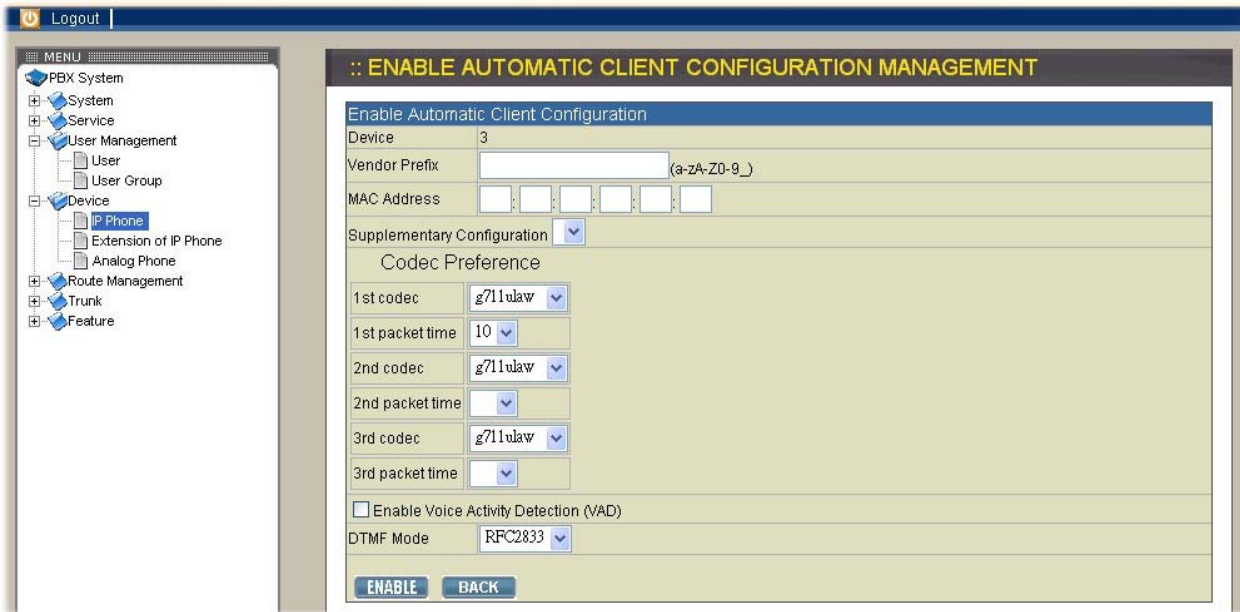 Logout
MENU
PBX System
System
Service
User Management
User
User Group
Device
IP Phone
Extension of IP Phone
Analog Phone
Route Management
Trunk
Feature
:: ENABLE AUTOMATIC CLIENT CONFIGURATION MANAGEMENT
Enable Automatic Client Configuration
Device 3
Vendor Prefix (a-zA-Z0-9_)
MAC Address : : : : :
Supplementary Configuration
Codec Preference
1st codec g711ulaw
1st packet time 10
2nd codec g711ulaw
2nd packet time
3rd codec g711ulaw
3rd packet time
Enable Voice Activity Detection (VAD)
DTMF Mode RFC2833
ENABLE BACK